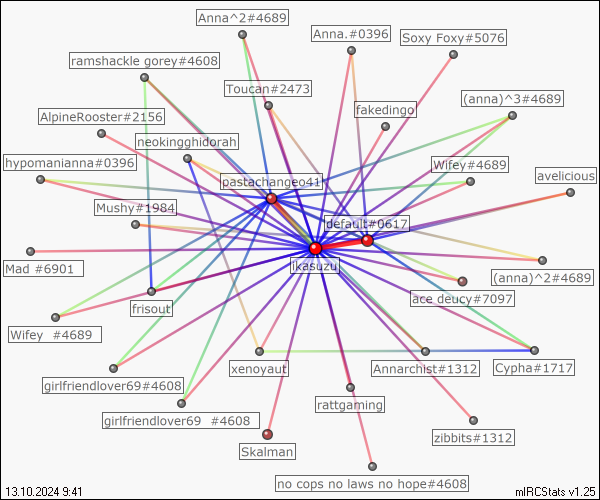 Anna^2#4689
Anna.#0396
Soxy Foxy#5076
ramshackle gorey#4608
Toucan#2473
fakedingo
(anna)^3#4689
AlpineRooster#2156
neokingghidorah
hypomanianna#0396
pastachange041
Wifey#4689
avelicious
Mushy#1984
default#0617
ikasuzu
Mad #6901
(anna)^2#4689
ace deucy#7097
frisout
Wifey #4689
girlfriendlover69#4608
xenoyaut
Annarchist#1312
Cypha#1717
girlfriendlover69 #4608
rattgaming
zibbits#1312
Skalman
no cops no laws no hope#4608
13.10.2024 9:41
mIRCStats v1.25